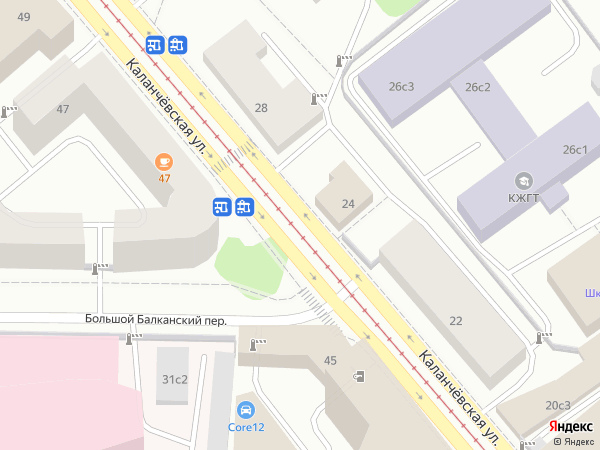 49
Каланчёвская ул.
47
28
26с3
26с2
26с1
47
КЖГТ
24
Шк
Большой Балканский пер.
22
45
Каланчёвская ул.
31с2
20с3
Core12
Яндекс
© Яндекс